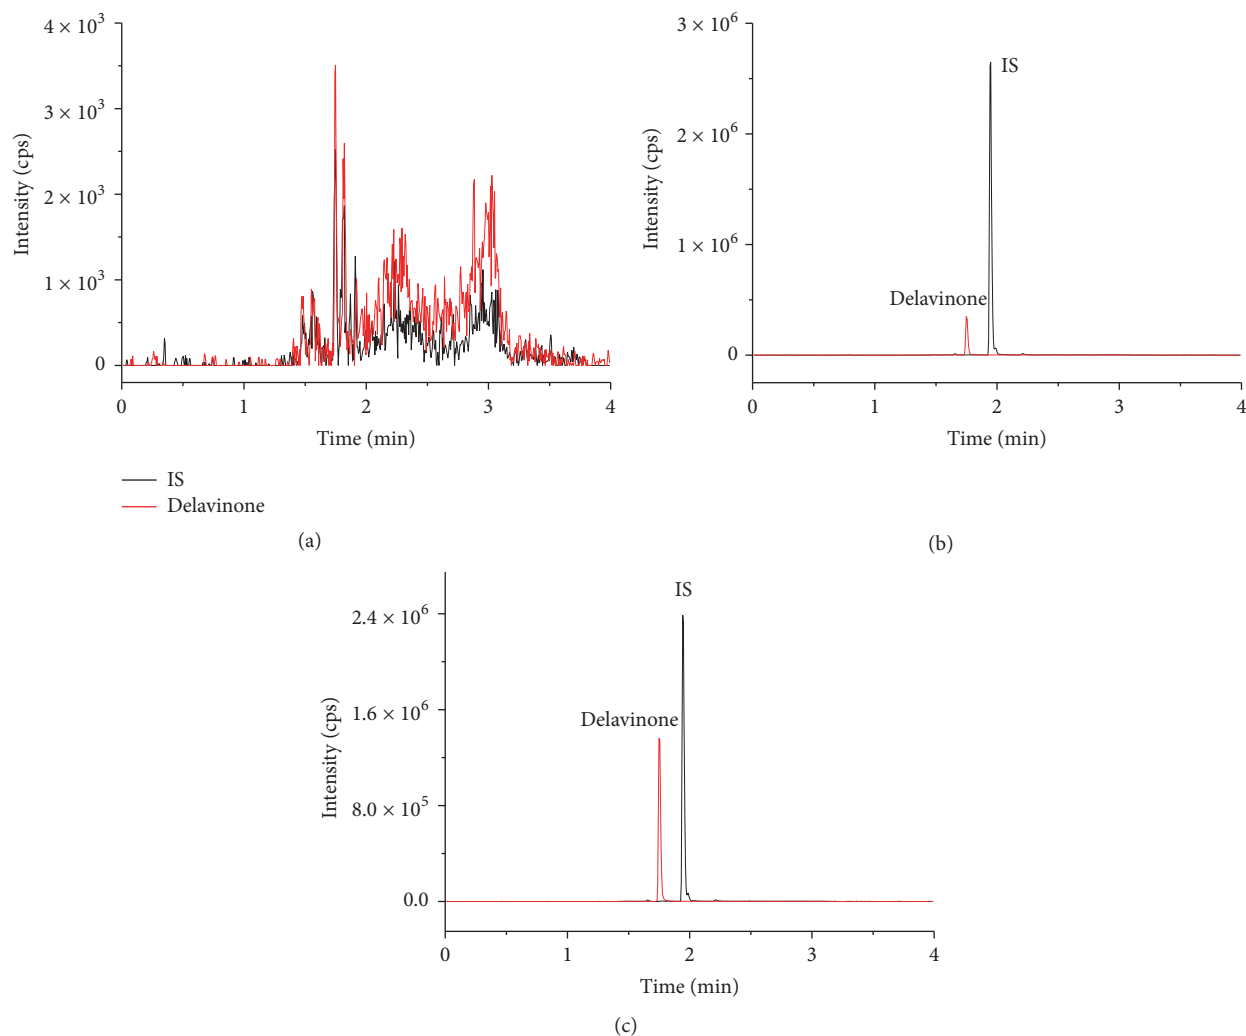 4 × 10³
3 × 10³
2 × 10³
1 × 10³
0
Intensity (cps)
0 1 2 3 4
Time (min)
IS
Delavinone
(a)
3 × 10⁶
2 × 10⁶
1 × 10⁶
0
Intensity (cps)
IS
Delavinone
0 1 2 3 4
Time (min)
(b)
2.4 × 10⁶
1.6 × 10⁶
8.0 × 10⁵
0.0
Intensity (cps)
IS
Delavinone
0 1 2 3 4
Time (min)
(c)